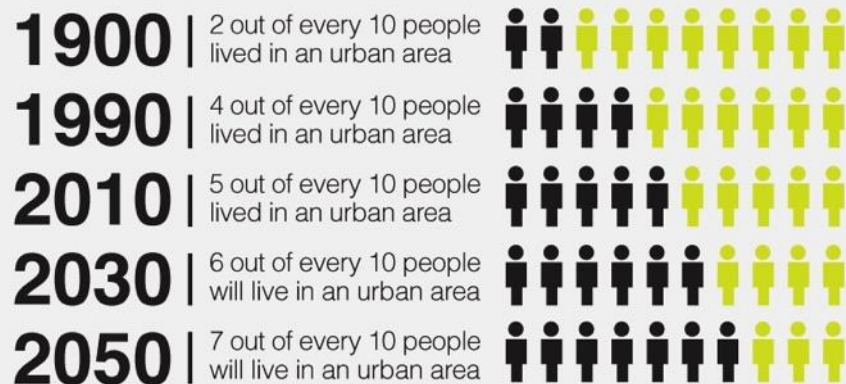 1900 | 2 out of every 10 people
lived in an urban area
1990 | 4 out of every 10 people
lived in an urban area
2010 | 5 out of every 10 people
lived in an urban area
2030 | 6 out of every 10 people
will live in an urban area
2050 | 7 out of every 10 people
will live in an urban area